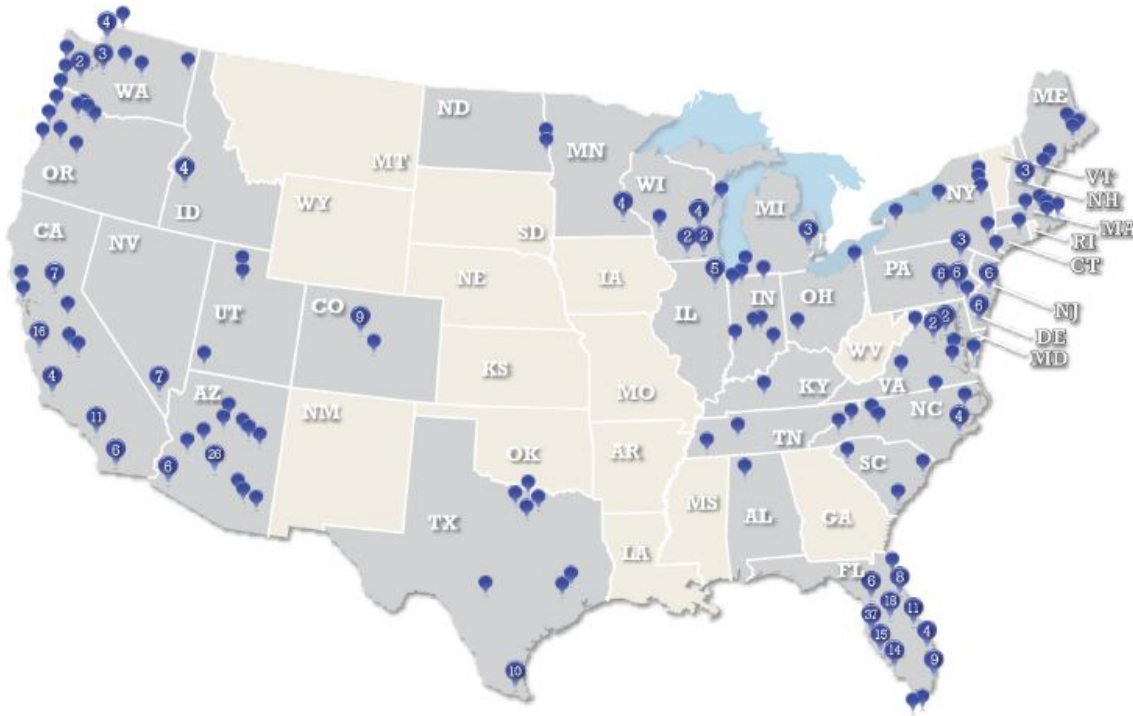 4
2
3
WA
ND
ME
MT
MN
OR
4
WI
4
NY
3
VT
ID
WY
4
MI
NH
SD
2
2
3
MA
CA
NV
RI
7
NE
IA
5
PA
3
CT
UT
CO
IL
IN
OH
6
6
6
NJ
16
9
6
DE
2
2
MD
4
7
KS
MO
WV
VA
KY
AZ
11
NM
NC
4
6
26
OK
AR
TN
SC
6
TX
MS
AL
GA
LA
FL
6
8
18
37
11
15
4
14
9
10